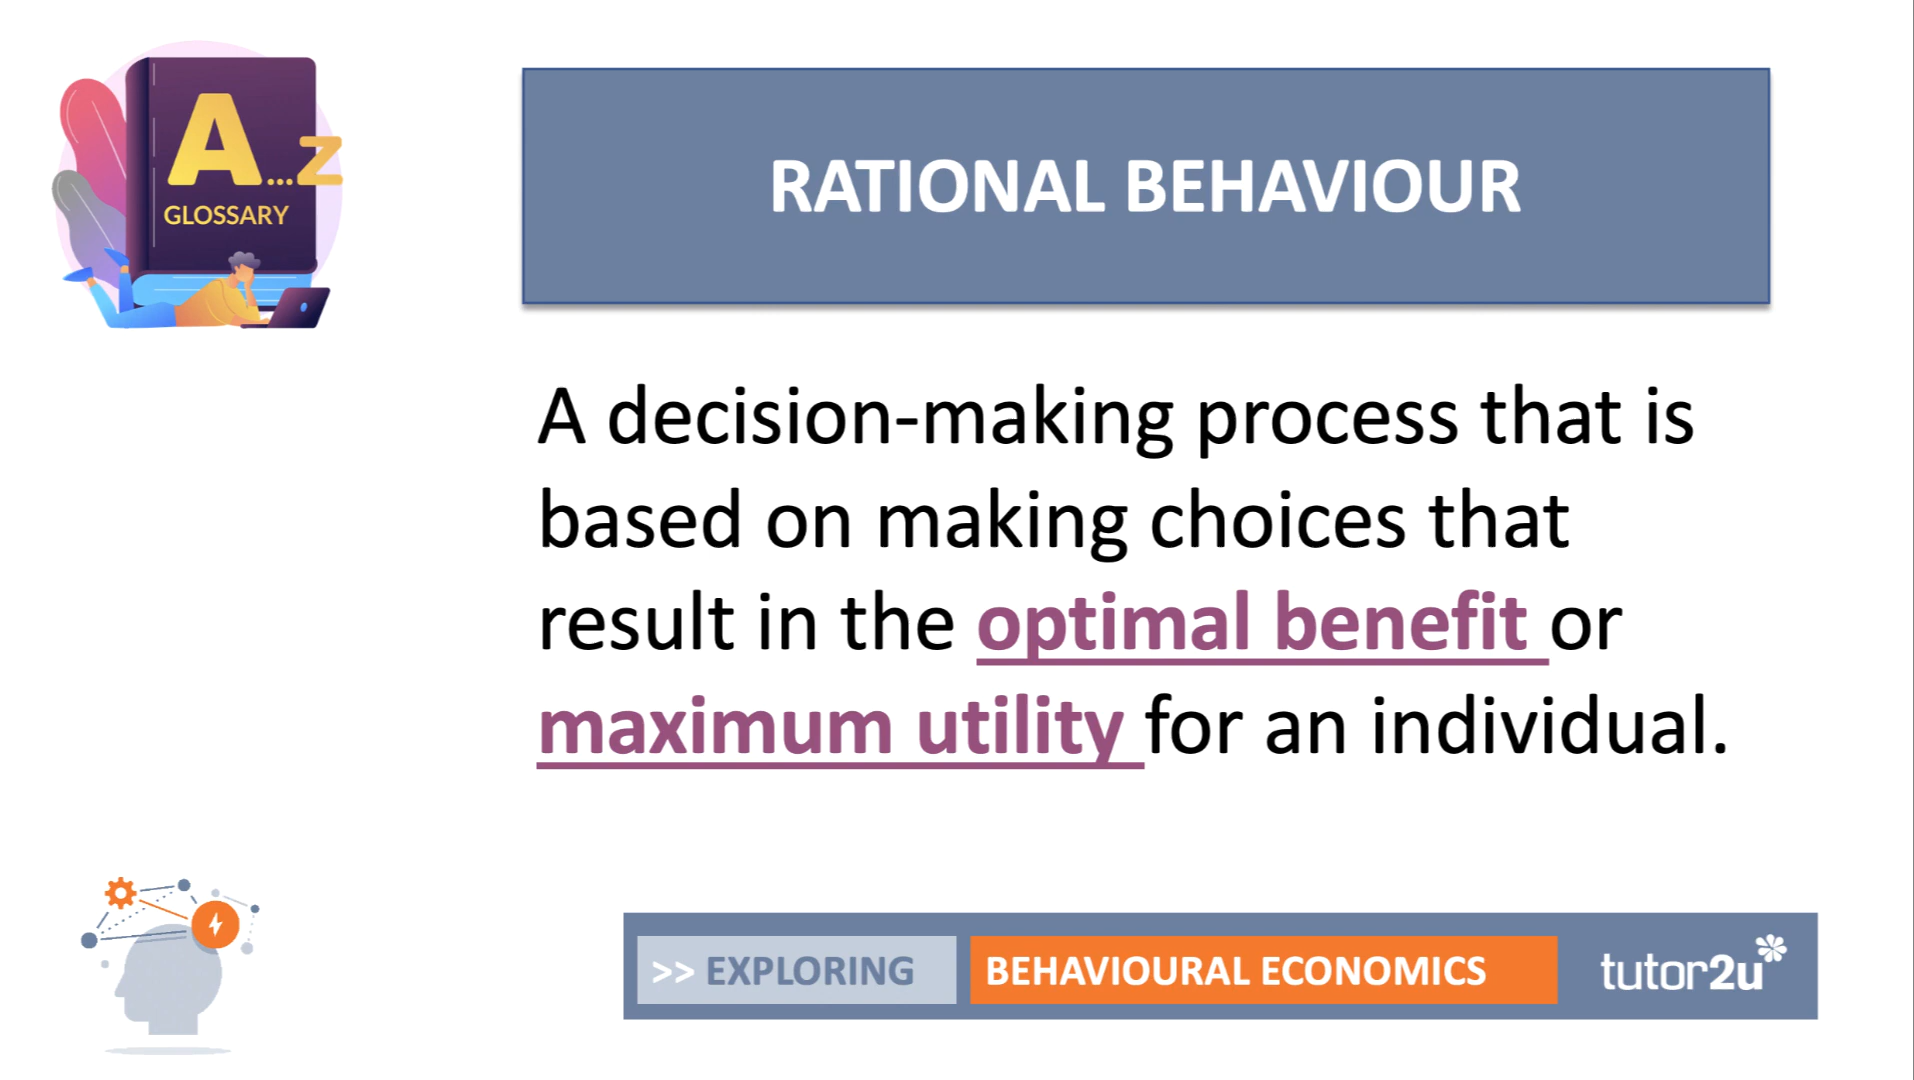 A...Z
GLOSSARY
RATIONAL BEHAVIOUR
A decision-making process that is
based on making choices that
result in the optimal benefit or
maximum utility for an individual.
>> EXPLORING BEHAVIOURAL ECONOMICS tutor2u